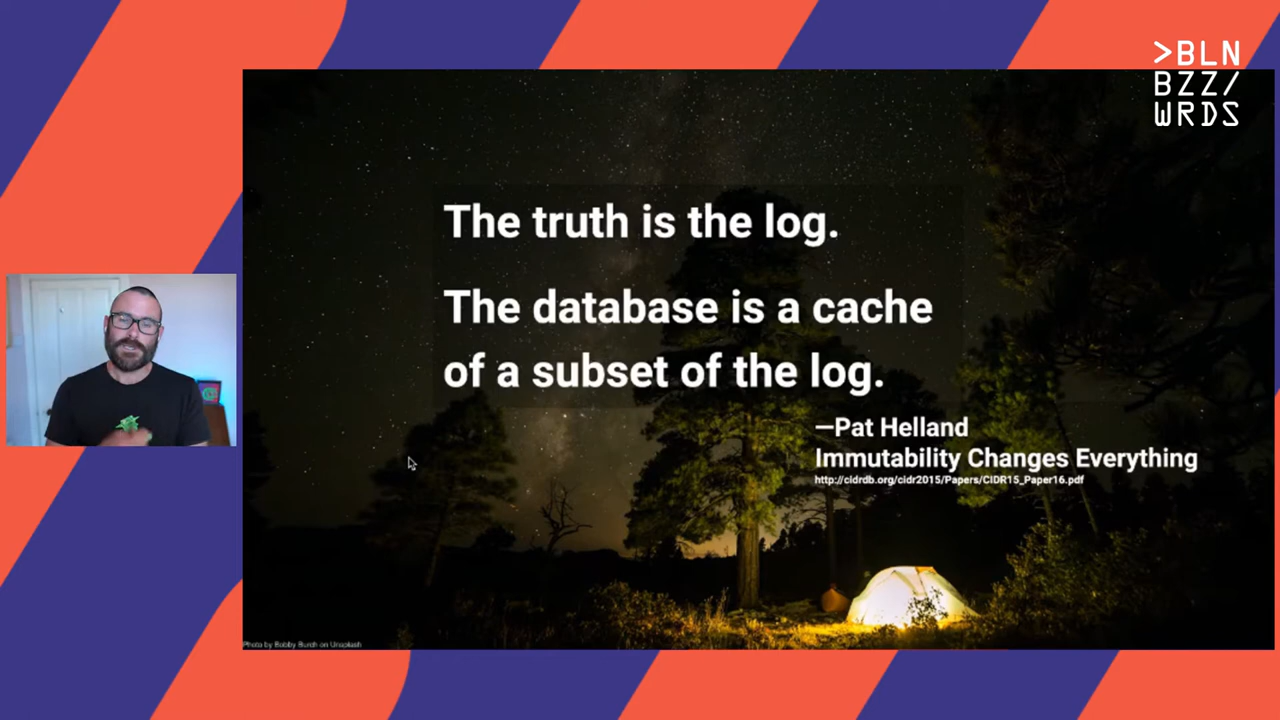 >BLN
BZZ/
WRDS
The truth is the log.
The database is a cache
of a subset of the log.
—Pat Helland
Immutability Changes Everything
http://cidrdb.org/cidr2015/Papers/CIDR15_Paper16.pdf
Photo by Bobby Burch on Unsplash